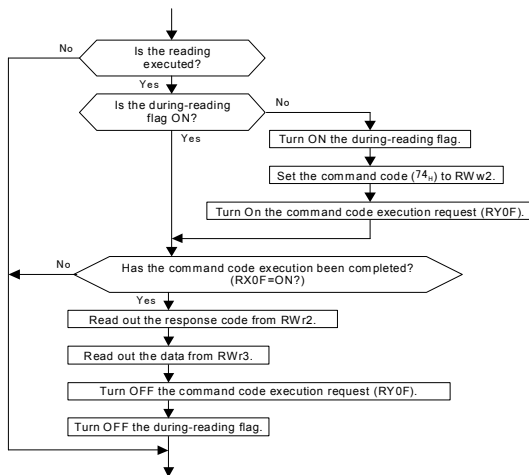 No
Is the reading
executed?
Yes
Is the during-reading
flag ON?
No
Yes
Turn ON the during-reading flag.
Set the command code (74H) to RWw2.
Turn On the command code execution request (RY0F).
No
Has the command code execution been completed?
(RX0F=ON?)
Yes
Read out the response code from RWr2.
Read out the data from RWr3.
Turn OFF the command code execution request (RY0F).
Turn OFF the during-reading flag.